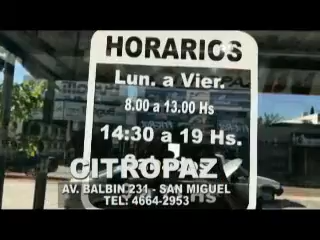 HORARIOS
Lun. a Vier.
8.00 a 13.00 Hs
14:30 a 19 Hs.
CITROPAZ
AV. BALBIN 231 - SAN MIGUEL
TEL: 4664-2953
Hs